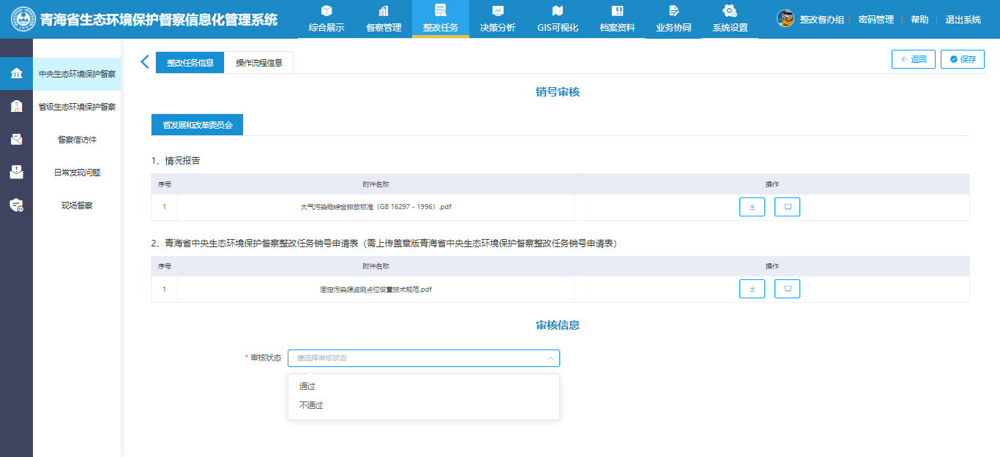 青海省生态环境保护督察信息化管理系统
综合展示
督察管理
整改任务
决策分析
GIS可视化
档案资料
业务协同
系统设置
整改督办组
密码管理
帮助
退出系统
中央生态环境保护督察
省级生态环境保护督察
督察信访件
日常发现问题
现场督察
整改任务信息
操作流程信息
返回
保存
销号审核
省发展和改革委员会
1、情况报告
序号 附件名称 操作
1 大气污染物综合排放标准（GB 16297 - 1996）.pdf
2、青海省中央生态环境保护督察整改任务销号申请表（需上传盖章版青海省中央生态环境保护督察整改任务销号申请表）
序号 附件名称 操作
1 固定污染源监测点位设置技术规范.pdf
审核信息
* 审核状态 请选择审核状态
通过
不通过